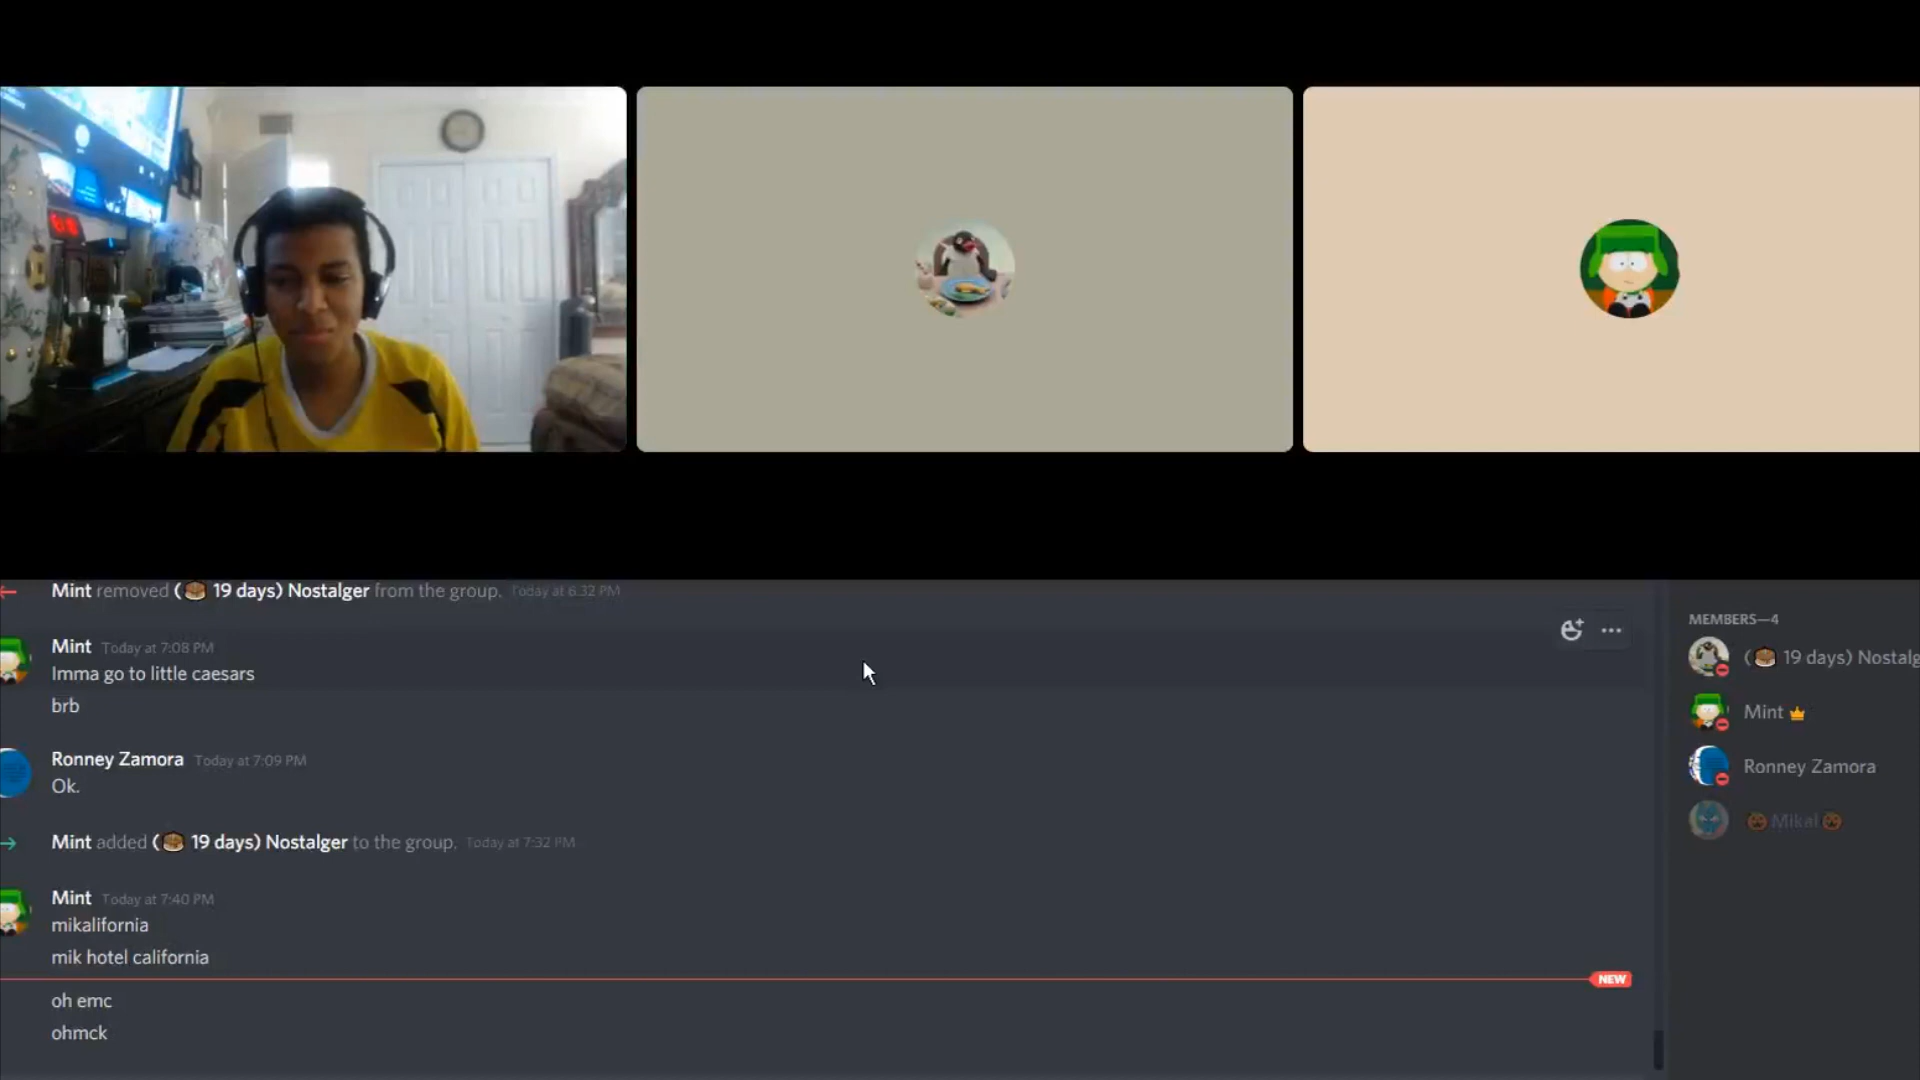 Mint removed (🥞 19 days) Nostalger from the group. Today at 6:32 PM
Mint Today at 7:08 PM
Imma go to little caesars
brb
Ronney Zamora Today at 7:09 PM
Ok.
Mint added (🥞 19 days) Nostalger to the group. Today at 7:32 PM
Mint Today at 7:40 PM
mikalifornia
mik hotel california
NEW
oh emc
ohmck
MEMBERS—4
(🥞 19 days) Nostalg
Mint
Ronney Zamora
🎃 Mikal 🎃